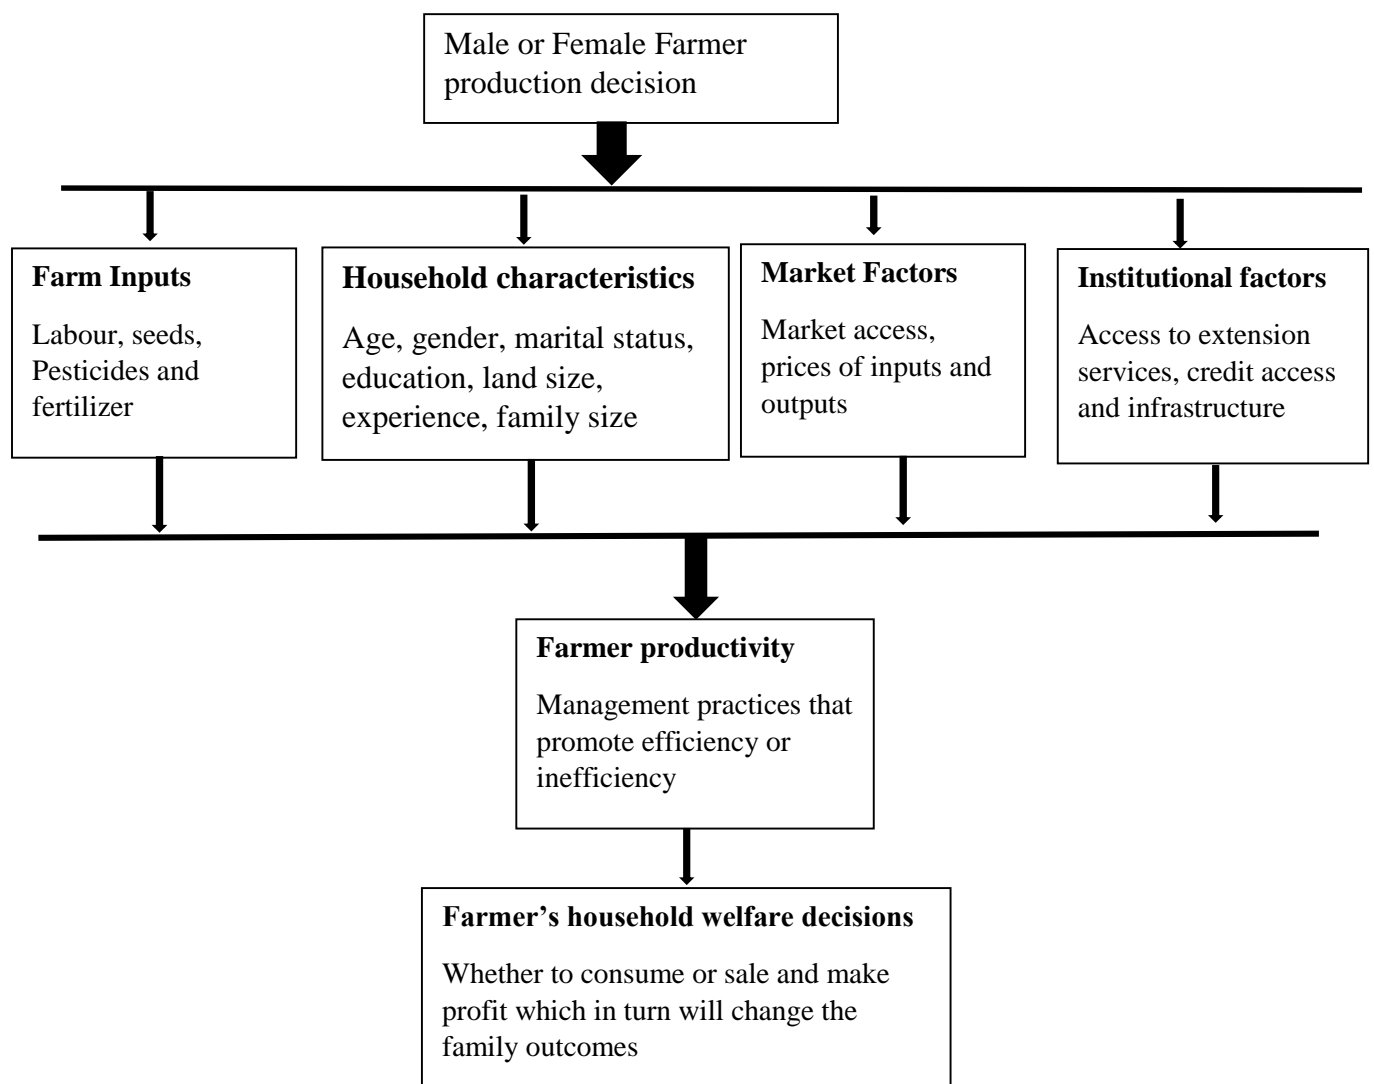 Male or Female Farmer
production decision
Farm Inputs
Labour, seeds,
Pesticides and
fertilizer
Household characteristics
Age, gender, marital status,
education, land size,
experience, family size
Market Factors
Market access,
prices of inputs and
outputs
Institutional factors
Access to extension
services, credit access
and infrastructure
Farmer productivity
Management practices that
promote efficiency or
inefficiency
Farmer’s household welfare decisions
Whether to consume or sale and make
profit which in turn will change the
family outcomes